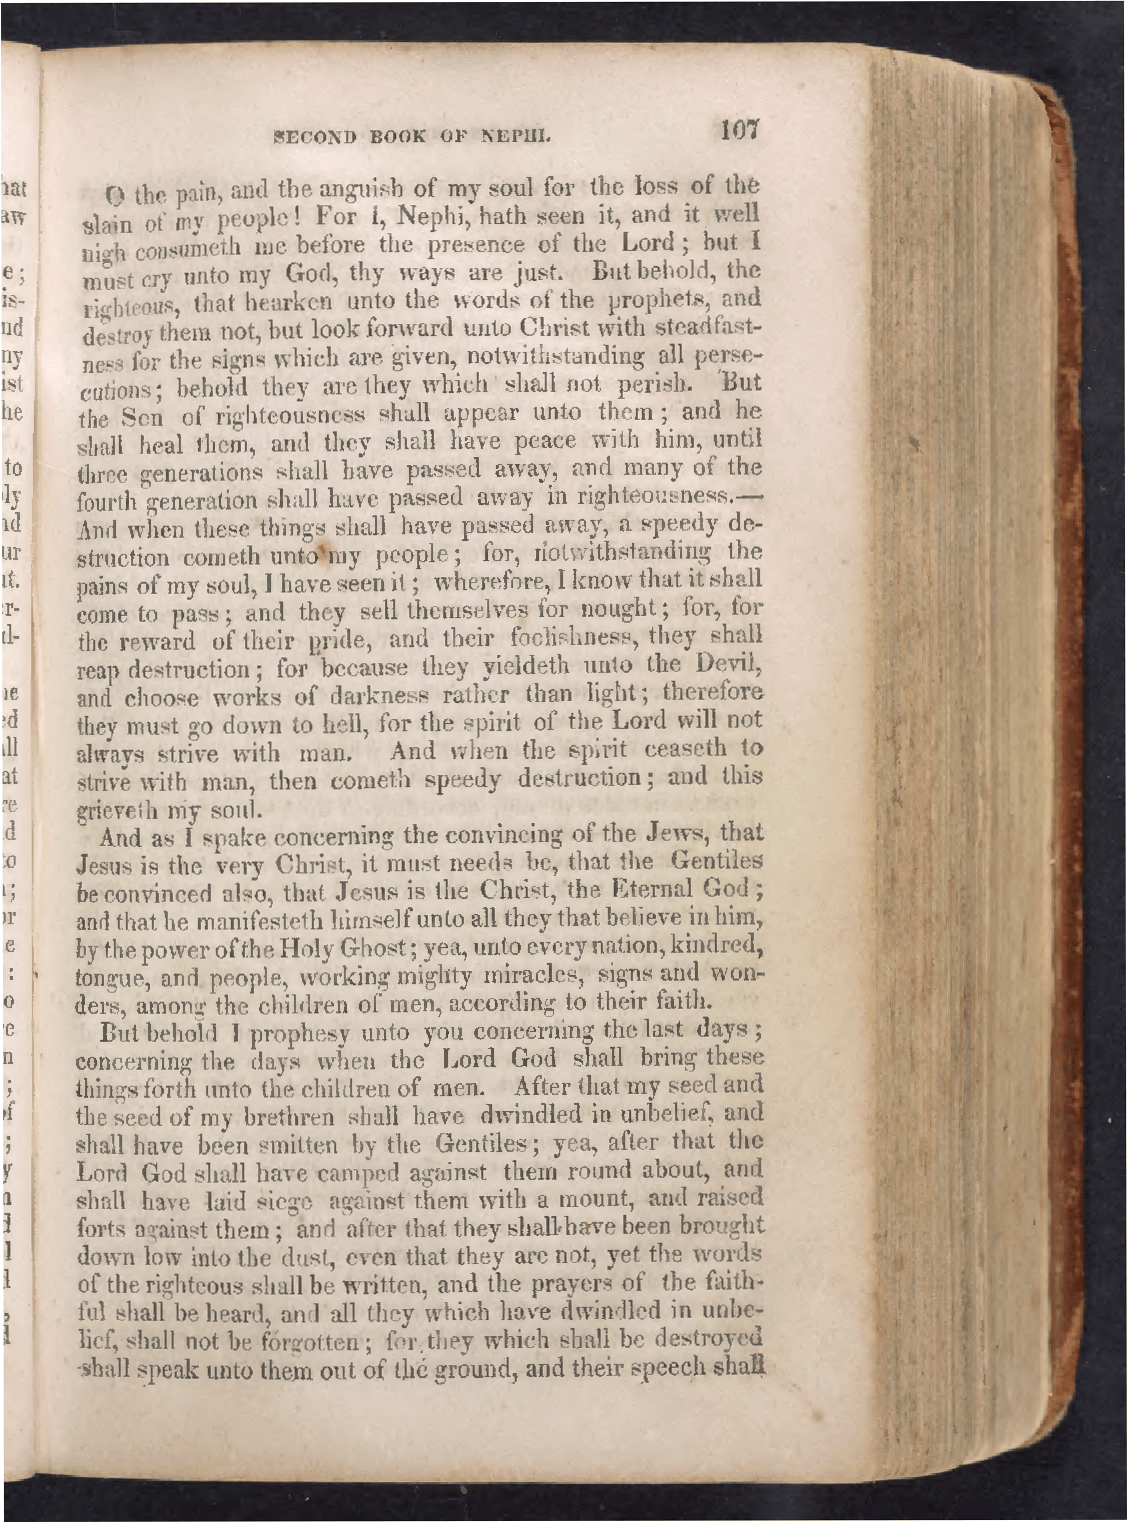 SECOND BOOK OF NEPHI. 107
O the pain, and the anguish of my soul for the loss of the
slain of my people! For I, Nephi, hath seen it, and it well
nigh consumeth me before the presence of the Lord; but I
must cry unto my God, thy ways are just. But behold, the
righteous, that hearken unto the words of the prophets, and
destroy them not, but look forward unto Christ with steadfast-
ness for the signs which are given, notwithstanding all perse-
cutions; behold they are they which shall not perish. But
the Son of righteousness shall appear unto them; and he
shall heal them, and they shall have peace with him, until
three generations shall have passed away, and many of the
fourth generation shall have passed away in righteousness.—
And when these things shall have passed away, a speedy de-
struction cometh unto my people; for, notwithstanding the
pains of my soul, I have seen it; wherefore, I know that it shall
come to pass; and they sell themselves for nought; for, for
the reward of their pride, and their foolishness, they shall
reap destruction; for because they yieldeth unto the Devil,
and choose works of darkness rather than light; therefore
they must go down to hell, for the spirit of the Lord will not
always strive with man. And when the spirit ceaseth to
strive with man, then cometh speedy destruction; and this
grieveth my soul.
And as I spake concerning the convincing of the Jews, that
Jesus is the very Christ, it must needs be, that the Gentiles
be convinced also, that Jesus is the Christ, the Eternal God;
and that he manifesteth himself unto all they that believe in him,
by the power of the Holy Ghost; yea, unto every nation, kindred,
tongue, and people, working mighty miracles, signs and won-
ders, among the children of men, according to their faith.
But behold I prophesy unto you concerning the last days;
concerning the days when the Lord God shall bring these
things forth unto the children of men. After that my seed and
the seed of my brethren shall have dwindled in unbelief, and
shall have been smitten by the Gentiles; yea, after that the
Lord God shall have camped against them round about, and
shall have laid siege against them with a mount, and raised
forts against them; and after that they shall have been brought
down low into the dust, even that they are not, yet the words
of the righteous shall be written, and the prayers of the faith-
ful shall be heard, and all they which have dwindled in unbe-
lief, shall not be forgotten; for they which shall be destroyed
shall speak unto them out of the ground, and their speech shall